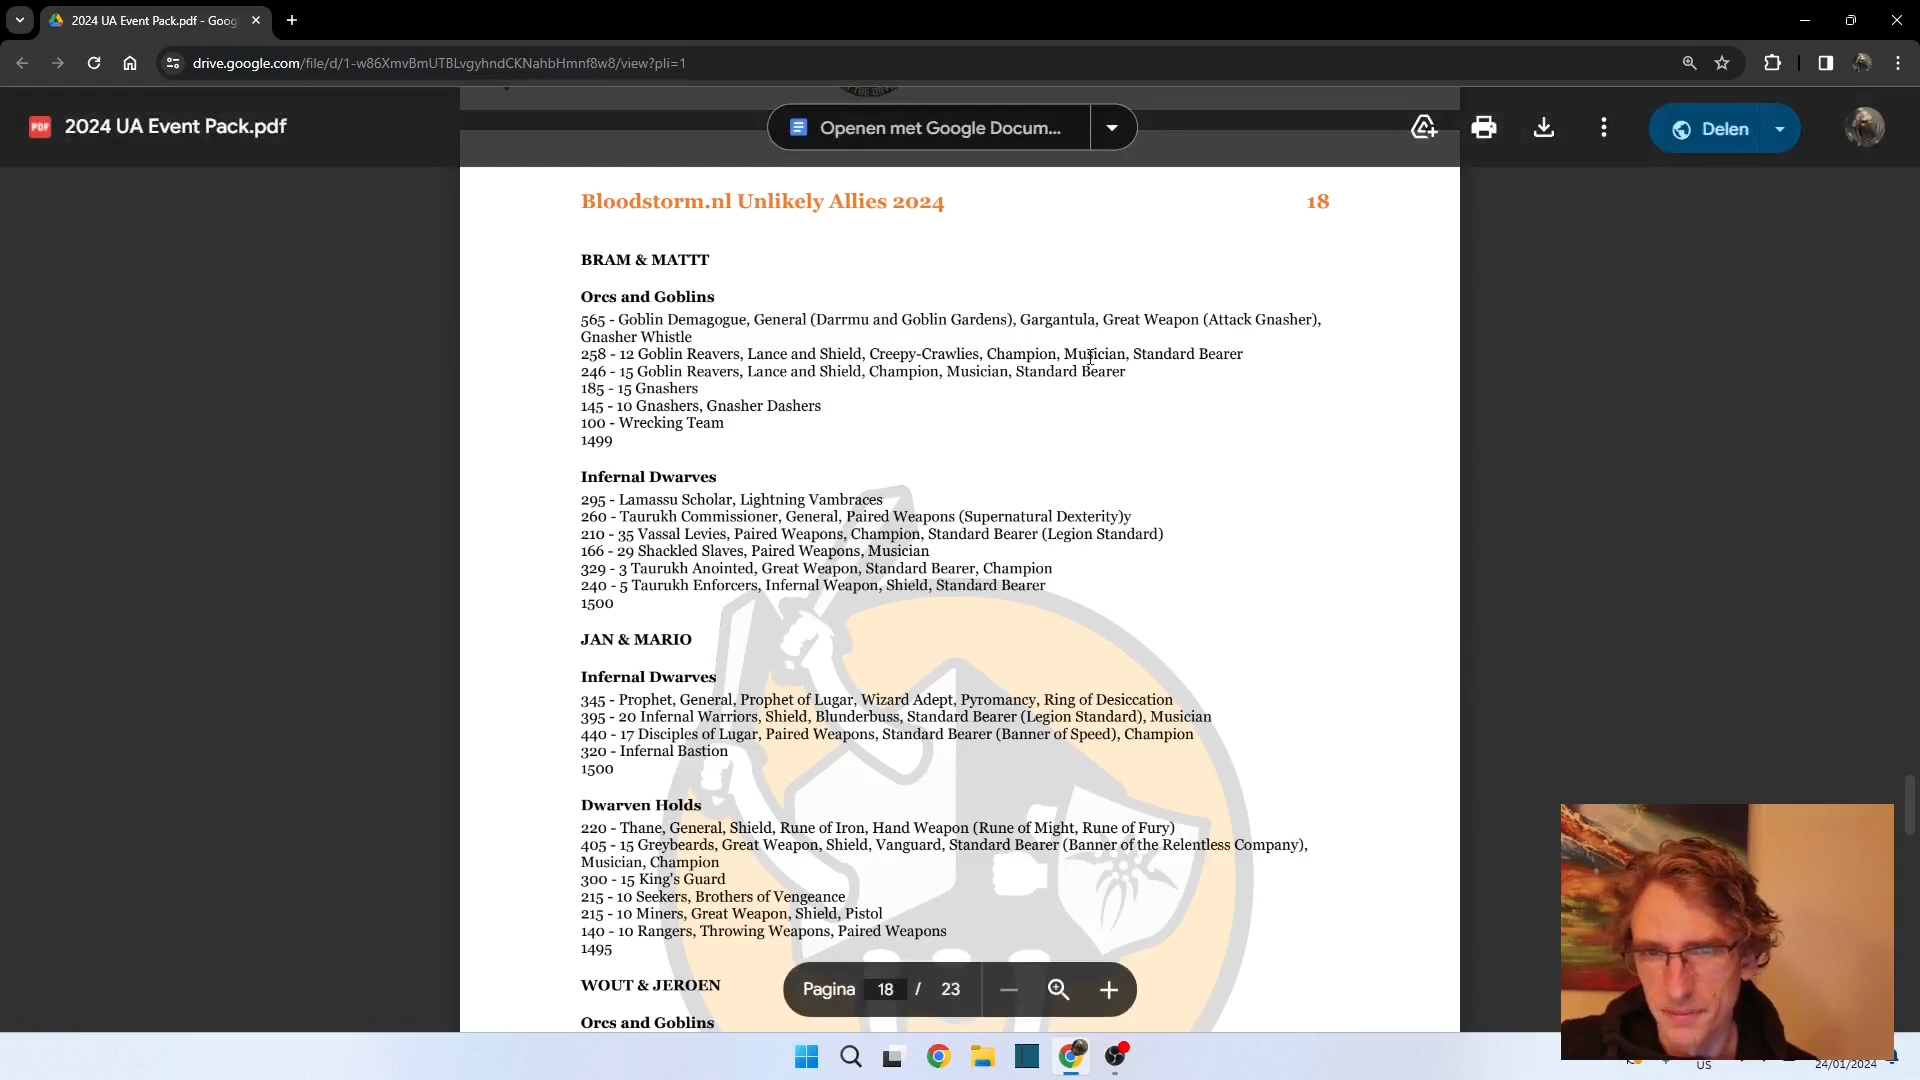 2024 UA Event Pack.pdf - Goog
drive.google.com/file/d/1-w86XmvBmUTBLvgyhndCKNahbHmnf8w8/view?pli=1
PDF
2024 UA Event Pack.pdf
Openen met Google Docum...
Delen
Bloodstorm.nl Unlikely Allies 2024 18
BRAM & MATTT
Orcs and Goblins
565 - Goblin Demagogue, General (Darrmu and Goblin Gardens), Gargantula, Great Weapon (Attack Gnasher),
Gnasher Whistle
258 - 12 Goblin Reavers, Lance and Shield, Creepy-Crawlies, Champion, Musician, Standard Bearer
246 - 15 Goblin Reavers, Lance and Shield, Champion, Musician, Standard Bearer
185 - 15 Gnashers
145 - 10 Gnashers, Gnasher Dashers
100 - Wrecking Team
1499
Infernal Dwarves
295 - Lamassu Scholar, Lightning Vambraces
260 - Taurukh Commissioner, General, Paired Weapons (Supernatural Dexterity)y
210 - 35 Vassal Levies, Paired Weapons, Champion, Standard Bearer (Legion Standard)
166 - 29 Shackled Slaves, Paired Weapons, Musician
329 - 3 Taurukh Anointed, Great Weapon, Standard Bearer, Champion
240 - 5 Taurukh Enforcers, Infernal Weapon, Shield, Standard Bearer
1500
JAN & MARIO
Infernal Dwarves
345 - Prophet, General, Prophet of Lugar, Wizard Adept, Pyromancy, Ring of Desiccation
395 - 20 Infernal Warriors, Shield, Blunderbuss, Standard Bearer (Legion Standard), Musician
440 - 17 Disciples of Lugar, Paired Weapons, Standard Bearer (Banner of Speed), Champion
320 - Infernal Bastion
1500
Dwarven Holds
220 - Thane, General, Shield, Rune of Iron, Hand Weapon (Rune of Might, Rune of Fury)
405 - 15 Greybeards, Great Weapon, Shield, Vanguard, Standard Bearer (Banner of the Relentless Company),
Musician, Champion
300 - 15 King's Guard
215 - 10 Seekers, Brothers of Vengeance
215 - 10 Miners, Great Weapon, Shield, Pistol
140 - 10 Rangers, Throwing Weapons, Paired Weapons
1495
WOUT & JEROEN
Orcs and Goblins
Pagina 18 / 23
US
24/01/2024